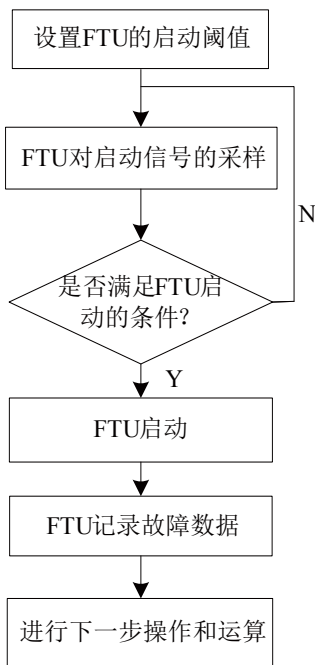 设置FTU的启动阈值
FTU对启动信号的采样
N
是否满足FTU启
动的条件?
Y
FTU启动
FTU记录故障数据
进行下一步操作和运算